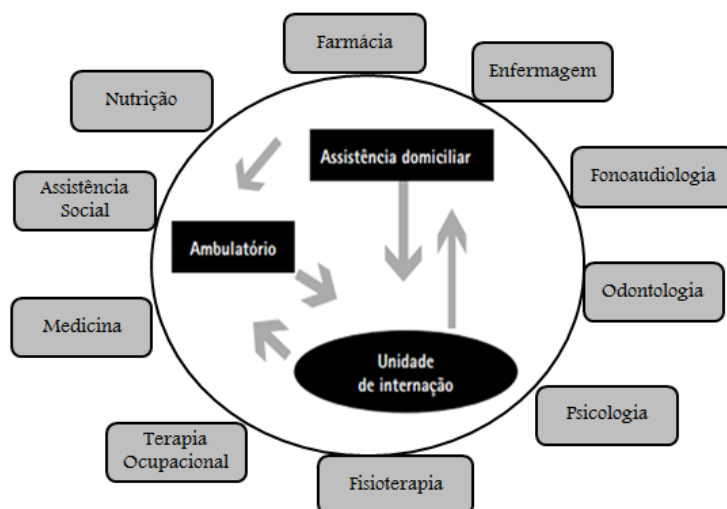 Farmácia
Enfermagem
Nutrição
Assistência domiciliar
Fonoaudiologia
Assistência
Social
Ambulatório
Odontologia
Medicina
Unidade
de internação
Psicologia
Terapia
Ocupacional
Fisioterapia